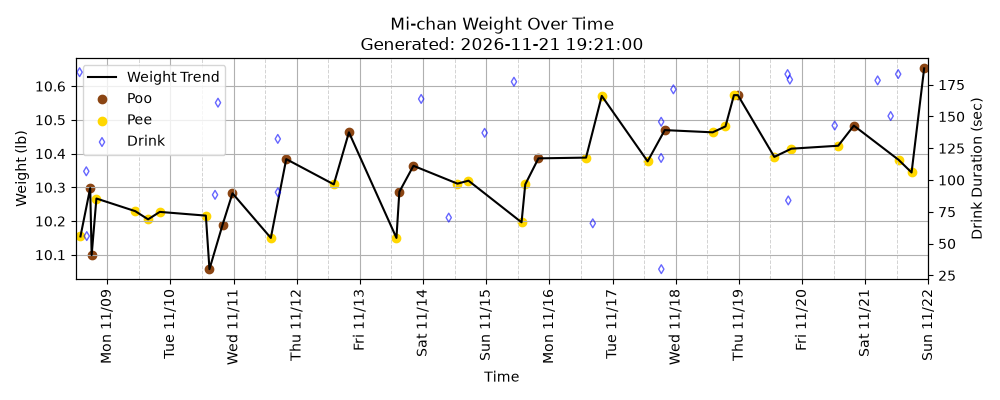 Mi-chan Weight Over Time
Generated: 2026-11-21 19:21:00
Weight Trend
Poo
Pee
Drink
Weight (lb)
10.6
10.5
10.4
10.3
10.2
10.1
Drink Duration (sec)
175
150
125
100
75
50
25
Mon 11/09
Tue 11/10
Wed 11/11
Thu 11/12
Fri 11/13
Sat 11/14
Sun 11/15
Mon 11/16
Tue 11/17
Wed 11/18
Thu 11/19
Fri 11/20
Sat 11/21
Sun 11/22
Time